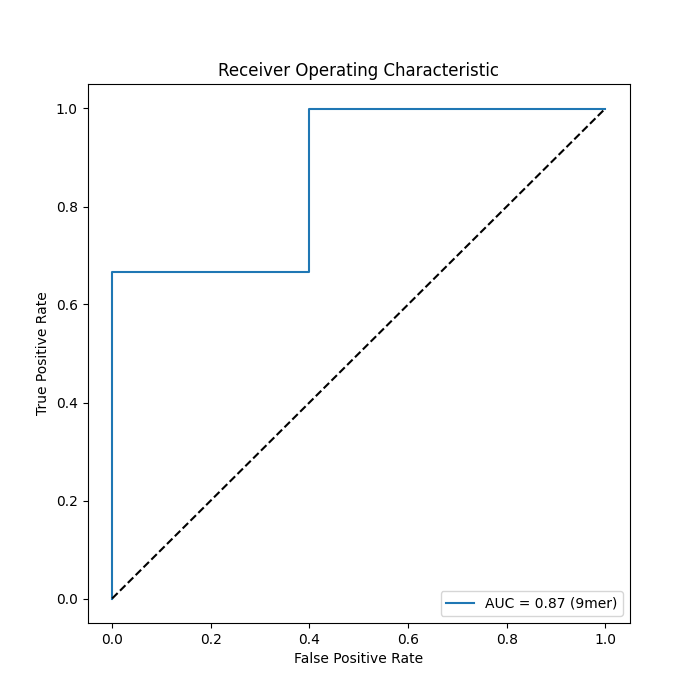 Receiver Operating Characteristic
1.0
0.8
0.6
0.4
0.2
0.0
True Positive Rate
AUC = 0.87 (9mer)
0.0 0.2 0.4 0.6 0.8 1.0
False Positive Rate